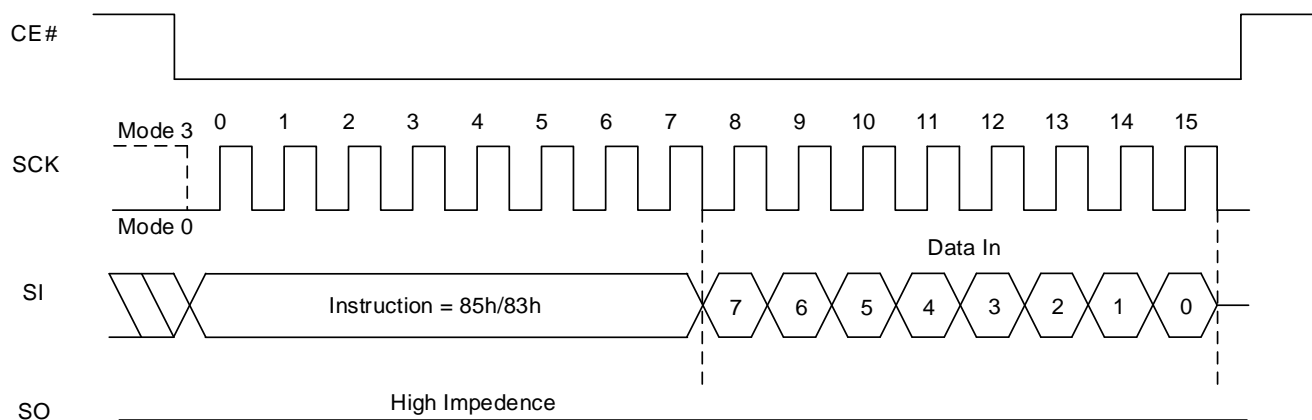 CE#
Mode 3
0 1 2 3 4 5 6 7 8 9 10 11 12 13 14 15
SCK
Mode 0
Data In
SI
Instruction = 85h/83h
7 6 5 4 3 2 1 0
High Impedence
SO